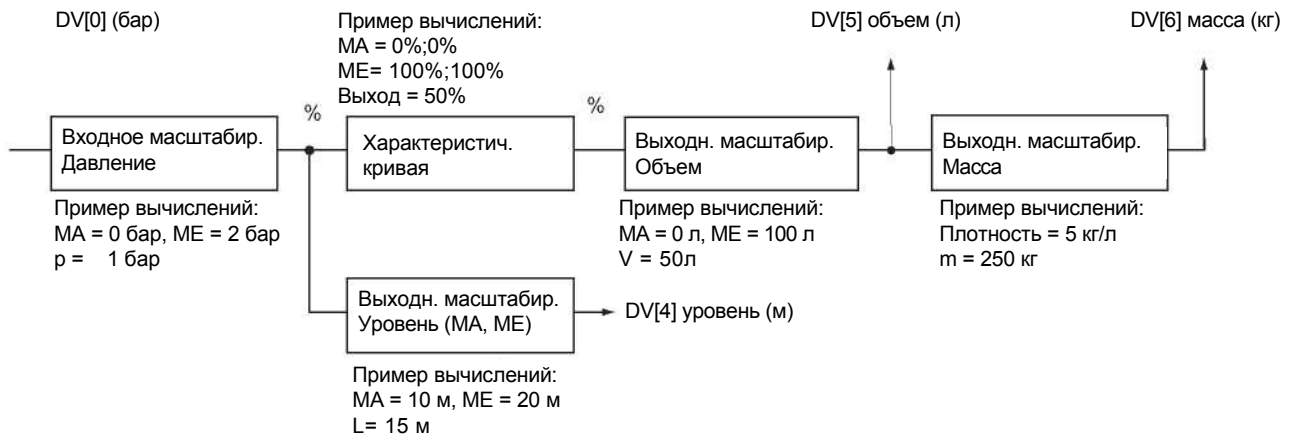 DV[0] (бар)
Пример вычислений:
MA = 0%;0%
ME= 100%;100%
Выход = 50%
DV[5] объем (л)
DV[6] масса (кг)
%
%
Входное масштабир.
Давление
Характеристич.
кривая
Выходн. масштабир.
Объем
Выходн. масштабир.
Масса
Пример вычислений:
MA = 0 бар, ME = 2 бар
p = 1 бар
Пример вычислений:
MA = 0 л, ME = 100 л
V = 50л
Пример вычислений:
Плотность = 5 кг/л
m = 250 кг
Выходн. масштабир.
Уровень (MA, ME)
DV[4] уровень (м)
Пример вычислений:
MA = 10 м, ME = 20 м
L= 15 м